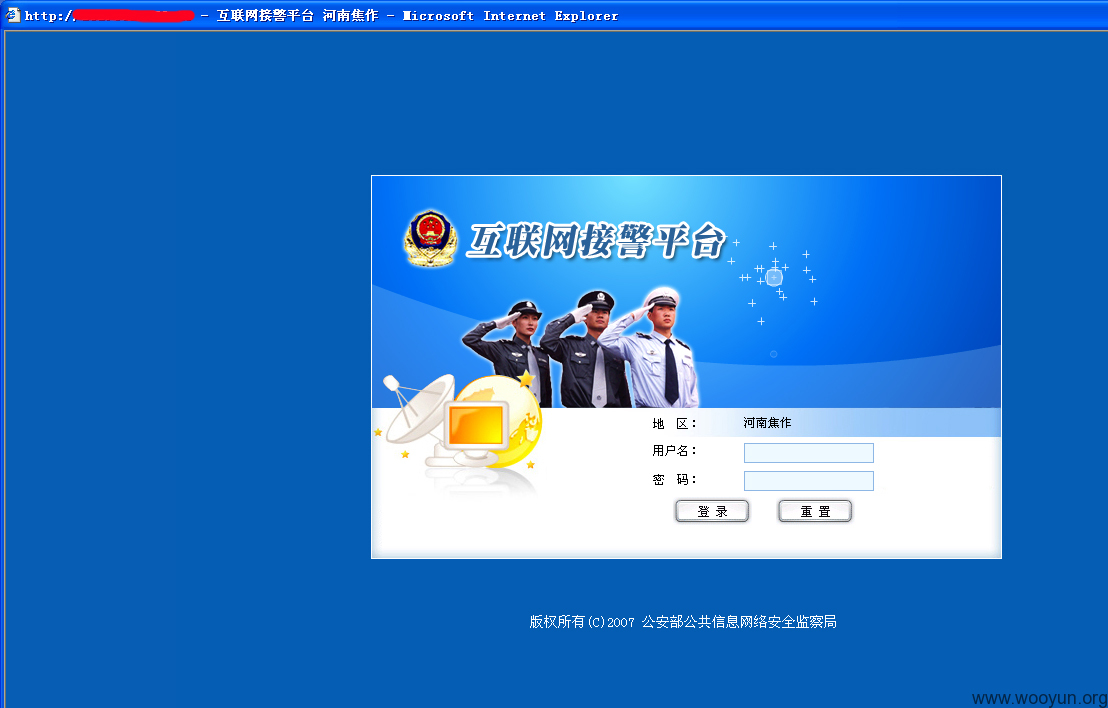 http:/ - 互联网接警平台 河南焦作 - Microsoft Internet Explorer
互联网接警平台
地 区： 河南焦作
用户名：
密 码：
登 录 重 置
版权所有(C)2007 公安部公共信息网络安全监察局
www.wooyun.org